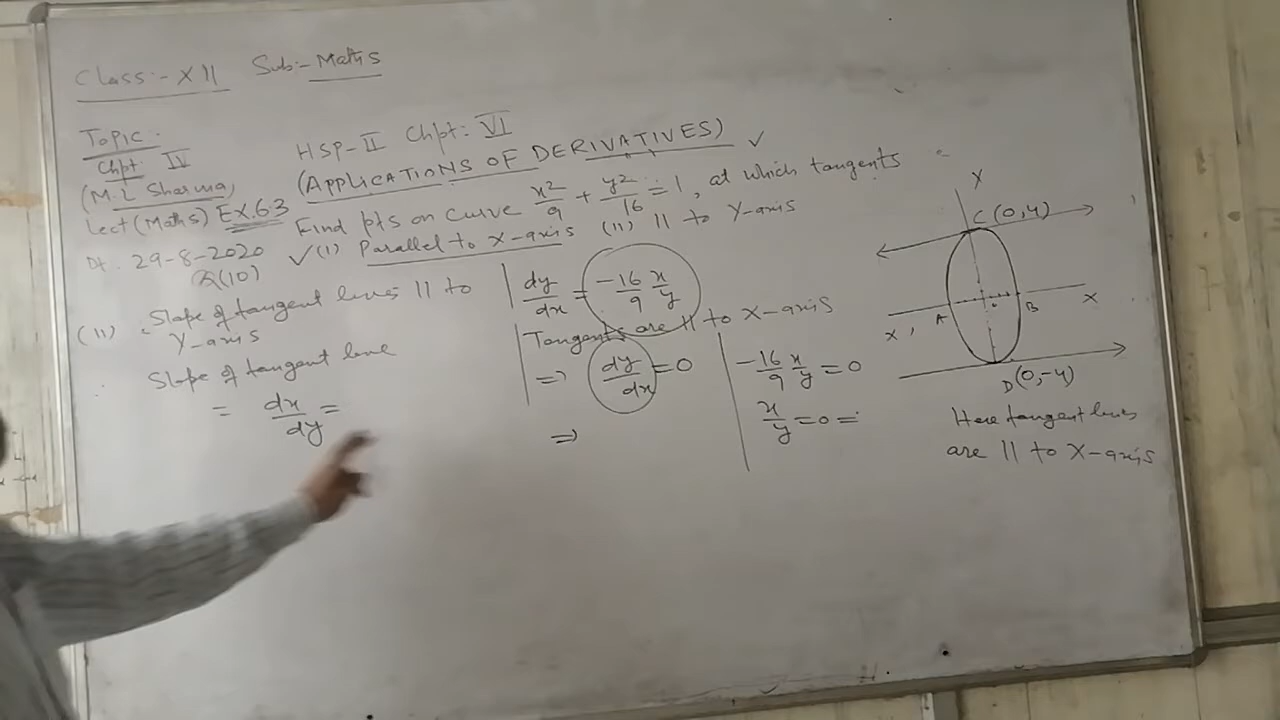 Class:- XII Sub:- Maths
Topic:
Chpt IV
(M.L Sharma,
Lect (Maths) EX.6.3
Dt. 29-8-2020
Q(10)
HSP-II Chpt: VI
(APPLICATIONS OF DERIVATIVES) ✓
Find pts on curve x²/9 + y²/16 = 1, at which tangents
✓(i) Parallel to X-axis (ii) || to Y-axis
(ii) Slope of tangent lines || to
Y-axis
Slope of tangent line
= dx/dy =
dy/dx = -16/9 x/y
Tangents are || to X-axis
=> dy/dx = 0
=>
-16/9 x/y = 0
x/y = 0 =
Y
C (0,4)
X
B
A
X'
D(0,-4)
Here tangent lines
are || to X-axis